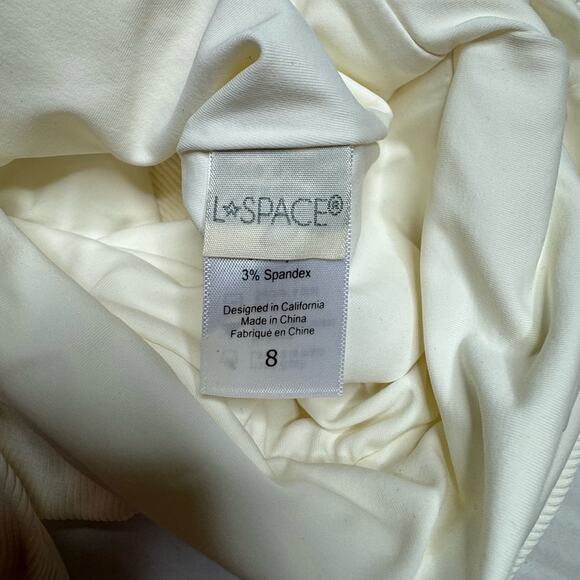 L☆SPACE®
3% Spandex
Designed in California
Made in China
Fabriqué en Chine
8